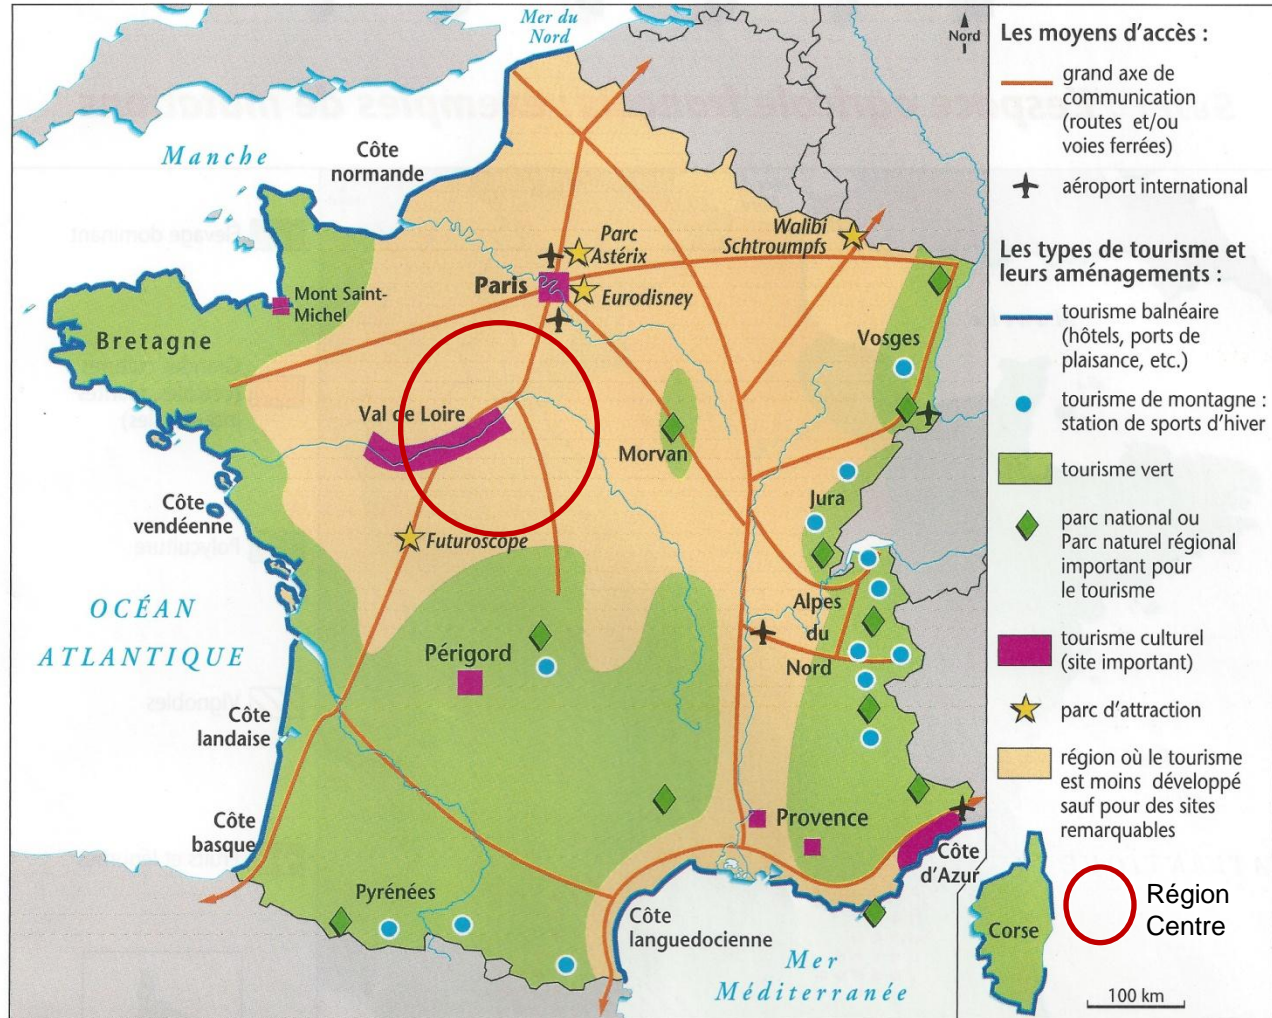 Mer du
Nord
Nord
Manche
Côte
normande
Parc
Astérix
Walibi
Schtroumpfs
Paris
Eurodisney
Mont Saint-
Michel
Bretagne
Vosges
Val de Loire
Morvan
Côte
vendéenne
Jura
Futuroscope
OCÉAN
ATLANTIQUE
Alpes
du
Nord
Périgord
Côte
landaise
Côte
basque
Provence
Côte
d'Azur
Pyrénées
Côte
languedocienne
Mer
Méditerranée
Les moyens d'accès :
grand axe de
communication
(routes et/ou
voies ferrées)
aéroport international
Les types de tourisme et
leurs aménagements :
tourisme balnéaire
(hôtels, ports de
plaisance, etc.)
tourisme de montagne :
station de sports d'hiver
tourisme vert
parc national ou
Parc naturel régional
important pour
le tourisme
tourisme culturel
(site important)
parc d'attraction
région où le tourisme
est moins développé
sauf pour des sites
remarquables
Corse
Région
Centre
100 km